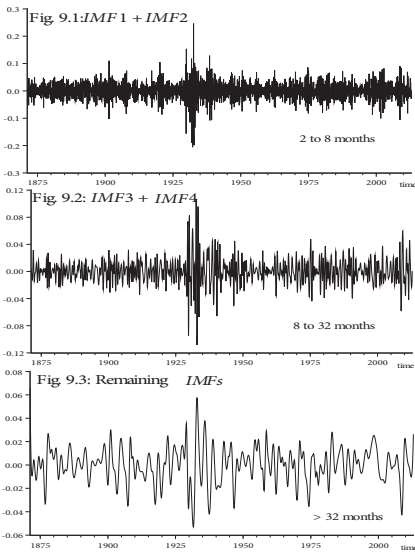 Fig. 9.1:IMF1 + IMF2
0.3
0.2
0.1
0.0
-0.1
-0.2
-0.3
2 to 8 months
1875 1900 1925 1950 1975 2000 time
Fig. 9.2: IMF3 + IMF4
0.12
0.08
0.04
0.00
-0.04
-0.08
-0.12
8 to 32 months
1875 1900 1925 1950 1975 2000 time
Fig. 9.3: Remaining IMFs
0.08
0.06
0.04
0.02
0.00
-0.02
-0.04
-0.06
> 32 months
1875 1900 1925 1950 1975 2000 time